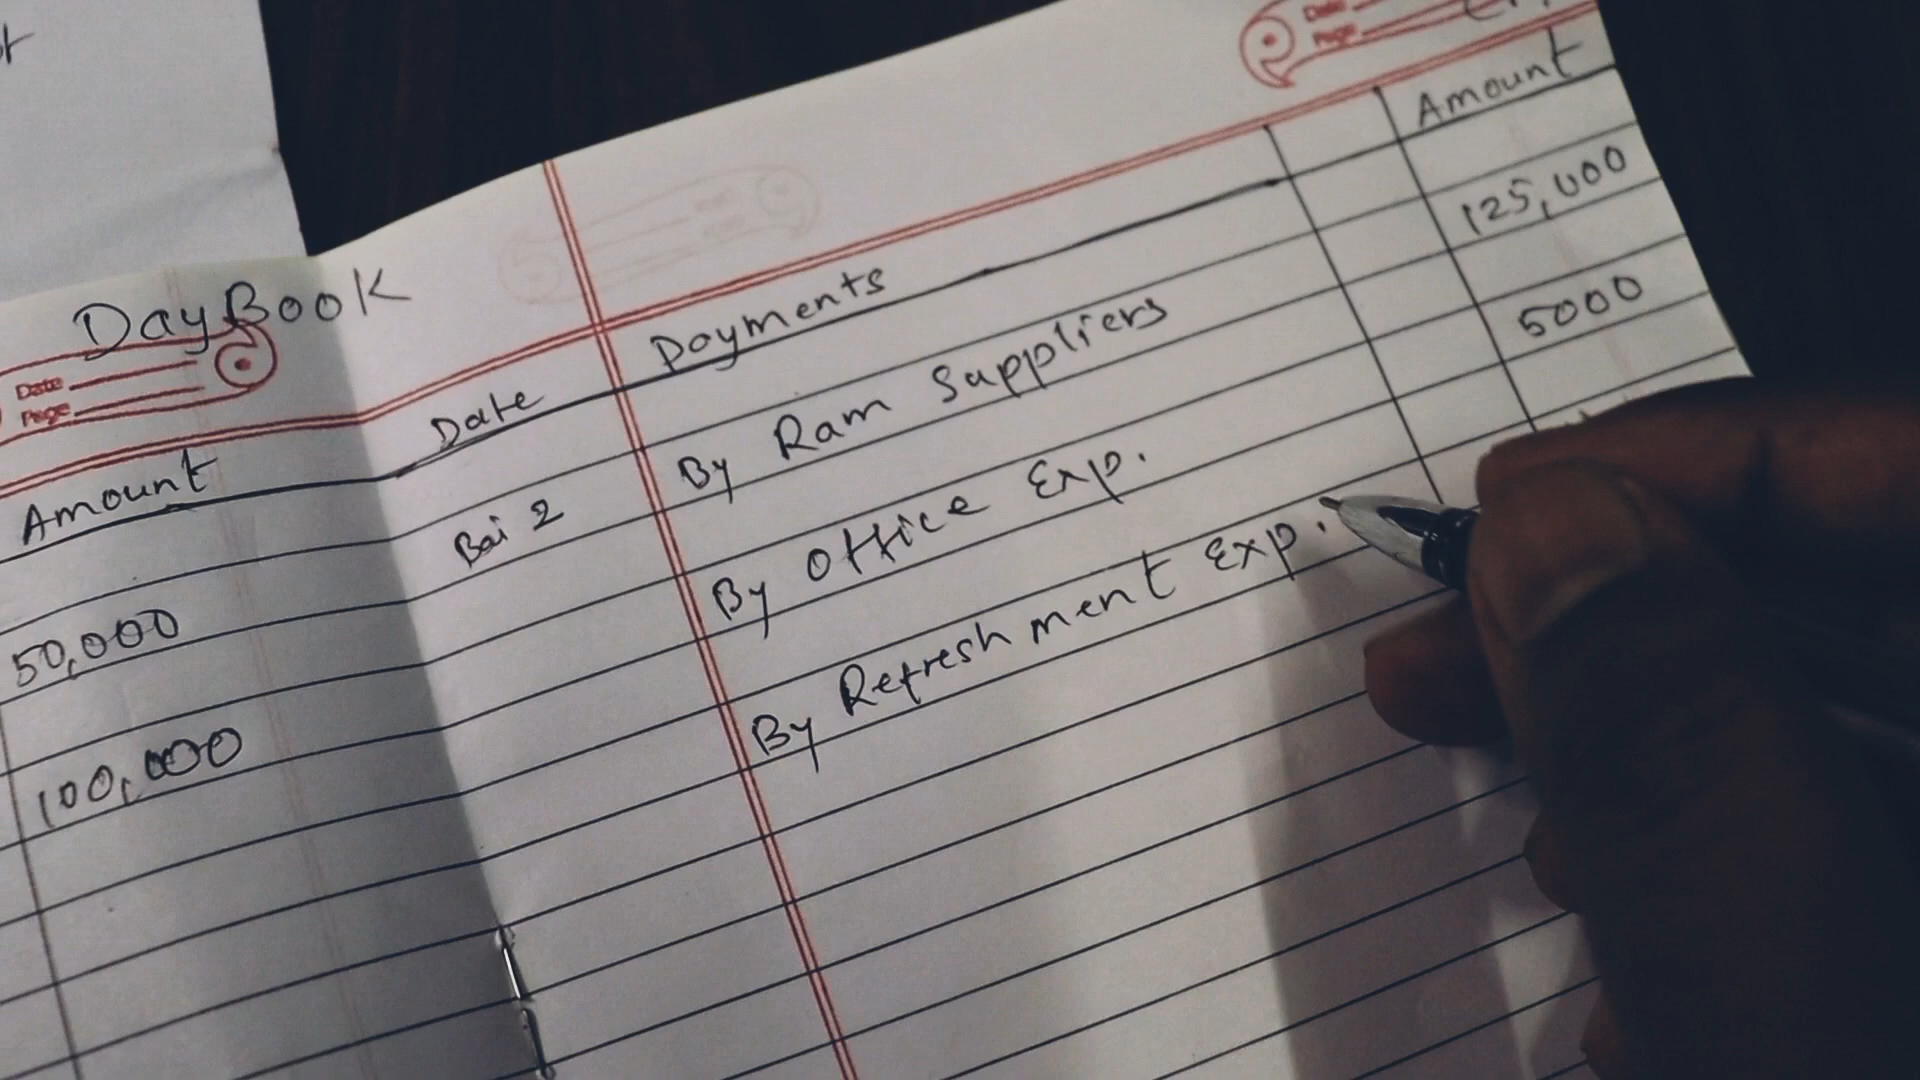 DayBook
Date
Page
Amount
50,000
100,000
Date
Page
Date Payments Amount
Bai 2 By Ram Suppliers 125,000
By Office Exp. 5000
By Refreshment Exp.